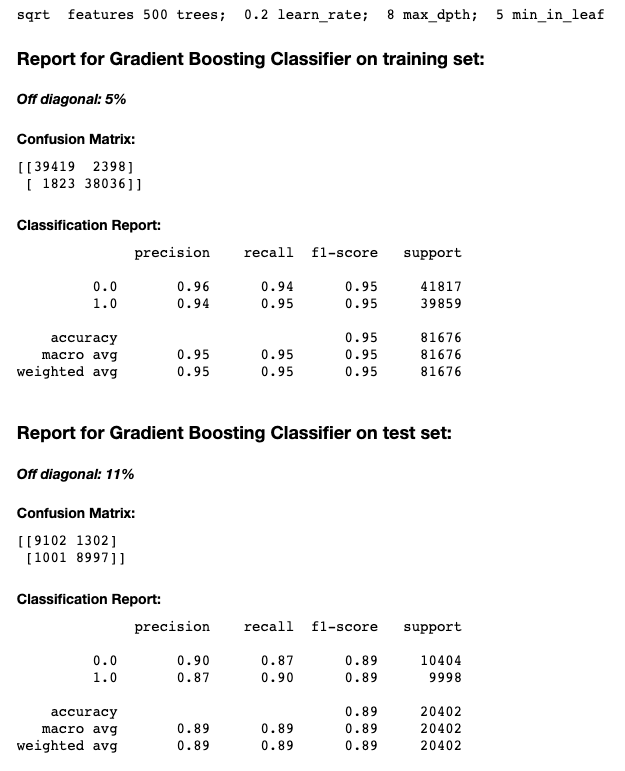 sqrt  features 500 trees;  0.2 learn_rate;  8 max_dpth;  5 min_in_leaf
Report for Gradient Boosting Classifier on training set:
Off diagonal: 5%
Confusion Matrix:
[[39419  2398]
 [ 1823 38036]]
Classification Report:
              precision    recall  f1-score   support
         0.0       0.96      0.94      0.95     41817
         1.0       0.94      0.95      0.95     39859
    accuracy                           0.95     81676
   macro avg       0.95      0.95      0.95     81676
weighted avg       0.95      0.95      0.95     81676
Report for Gradient Boosting Classifier on test set:
Off diagonal: 11%
Confusion Matrix:
[[9102 1302]
 [1001 8997]]
Classification Report:
              precision    recall  f1-score   support
         0.0       0.90      0.87      0.89     10404
         1.0       0.87      0.90      0.89      9998
    accuracy                           0.89     20402
   macro avg       0.89      0.89      0.89     20402
weighted avg       0.89      0.89      0.89     20402